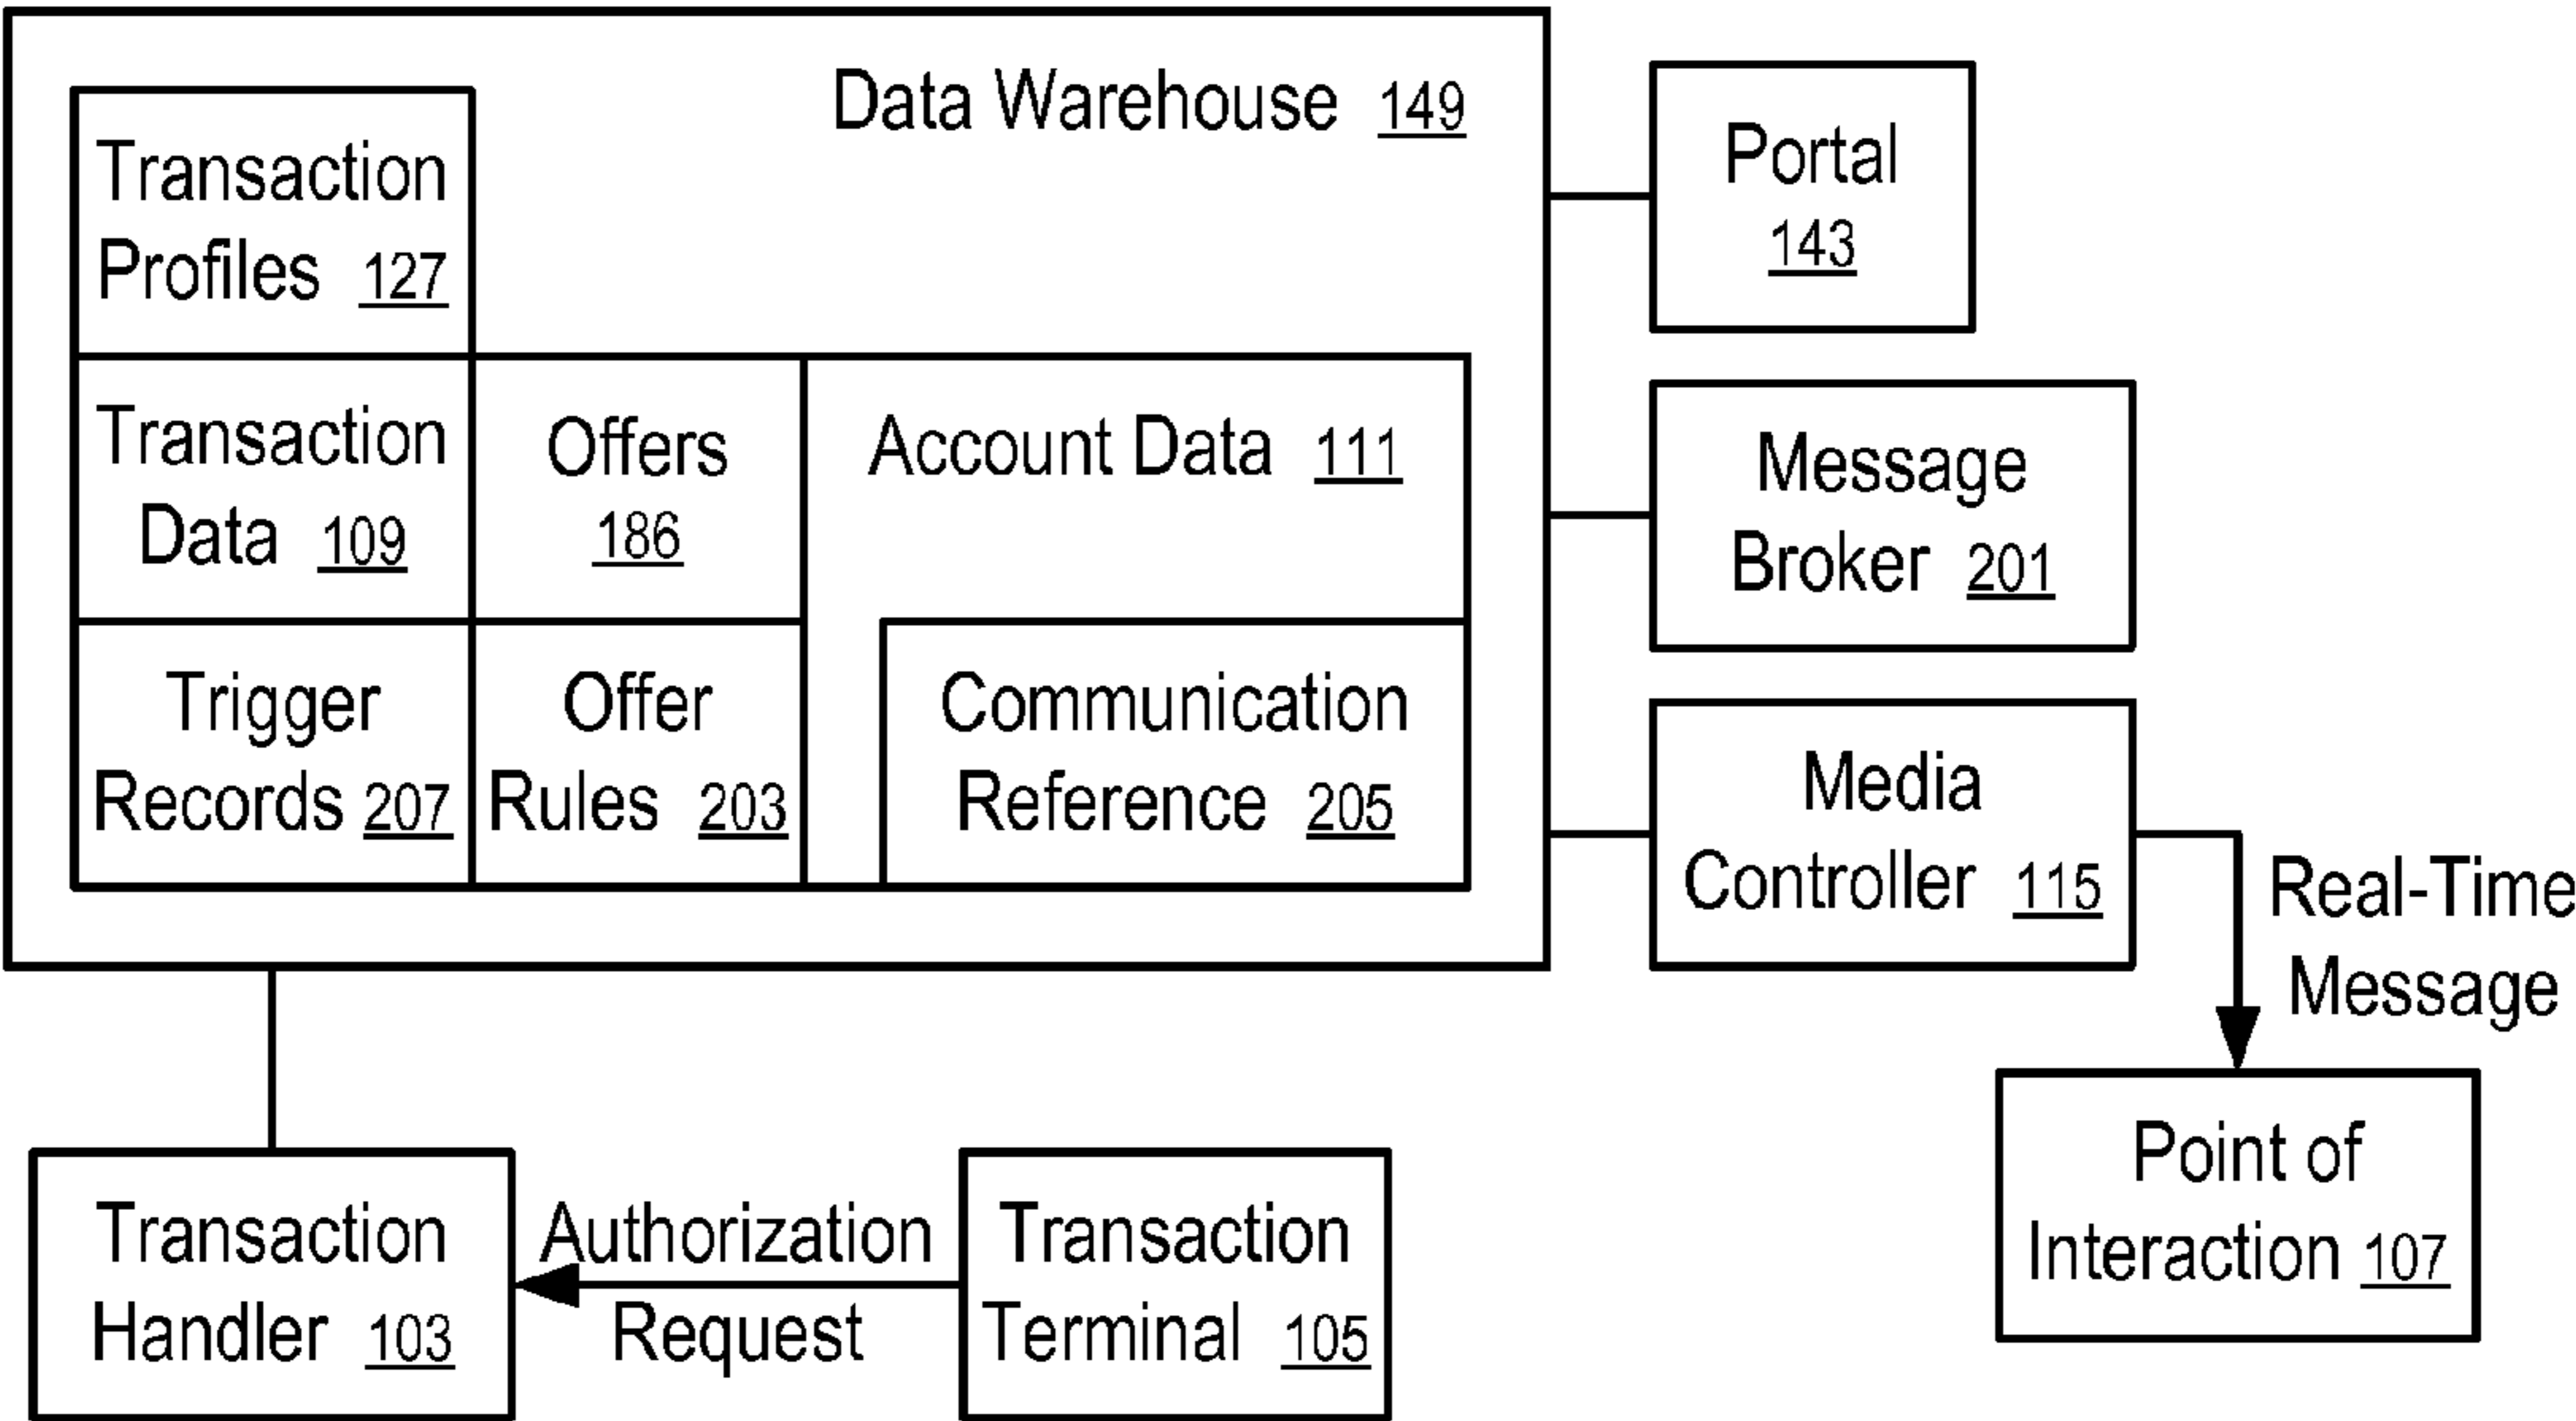 Data Warehouse 149
Transaction
Profiles 127
Transaction
Data 109
Offers
186
Account Data 111
Trigger
Records 207
Offer
Rules 203
Communication
Reference 205
Portal
143
Message
Broker 201
Media
Controller 115
Real-Time
Message
Point of
Interaction 107
Transaction
Handler 103
Authorization
Request
Transaction
Terminal 105